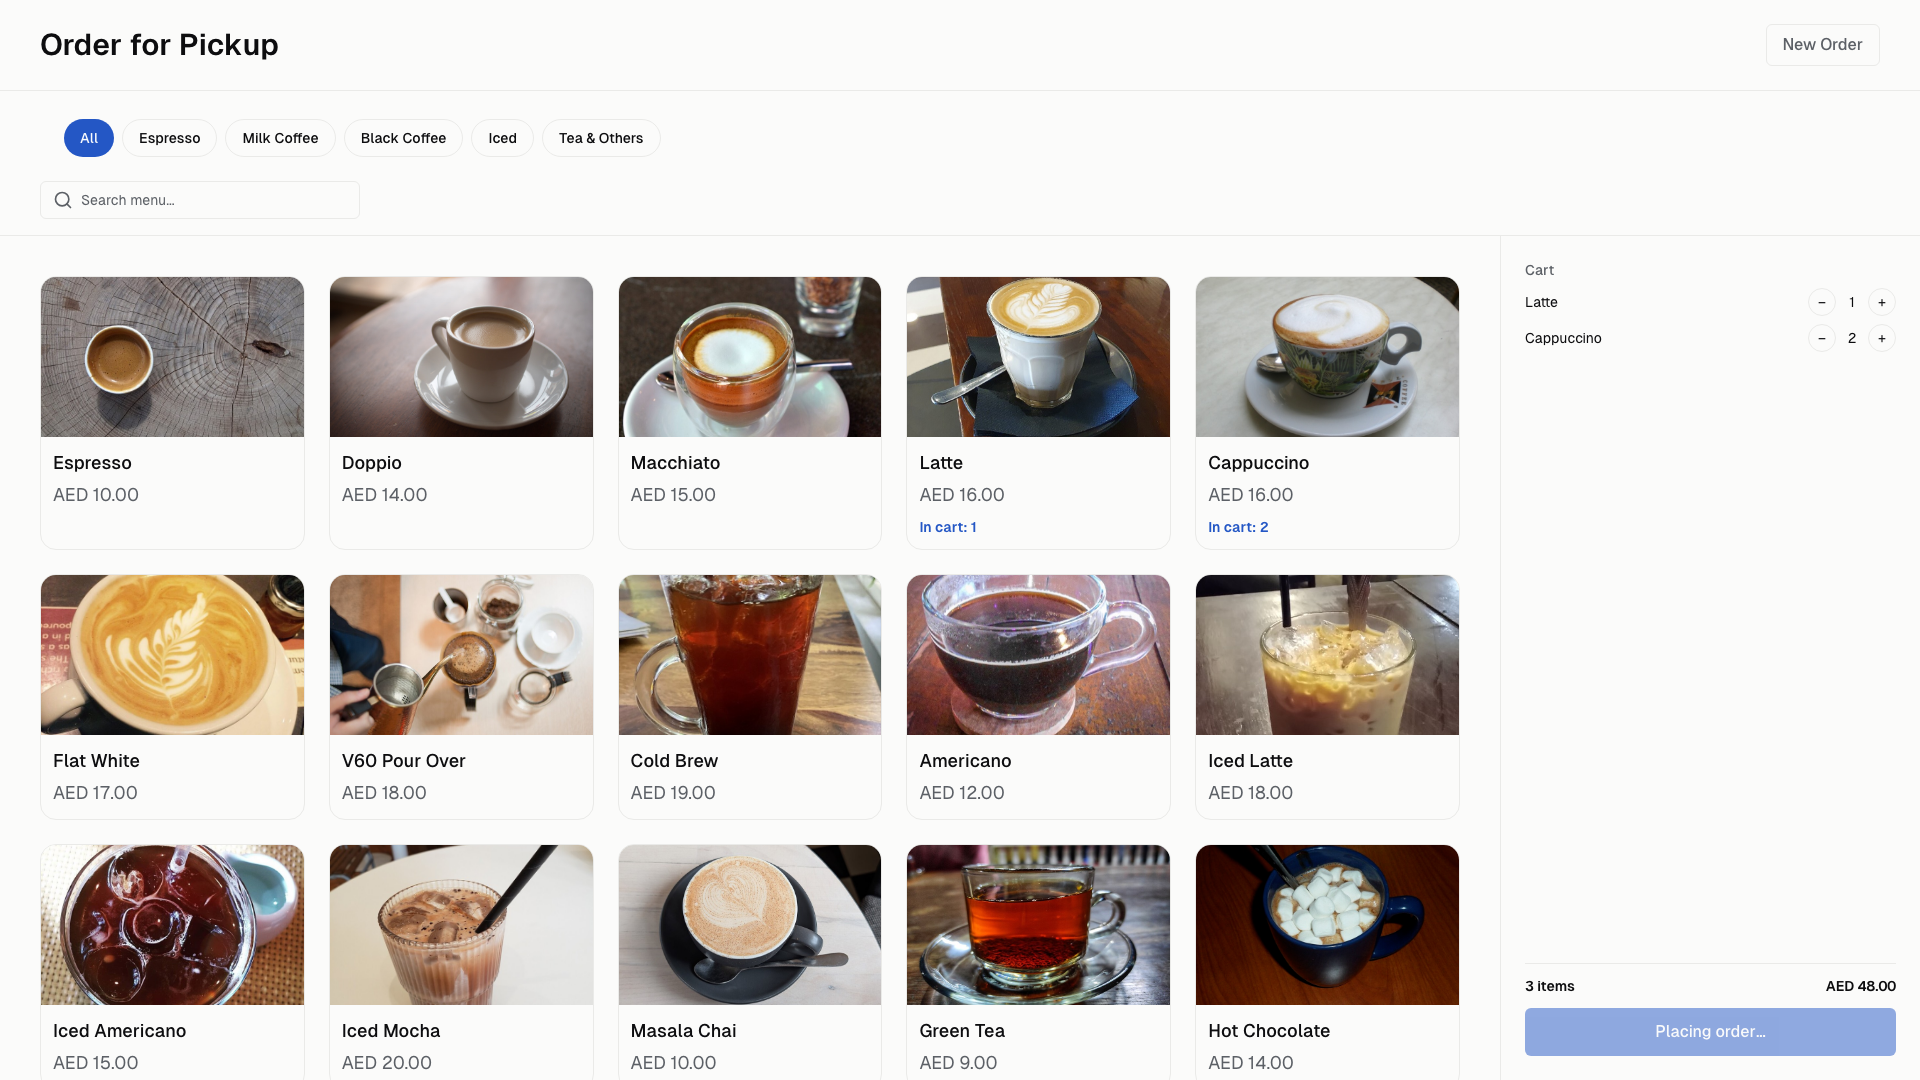 Order for Pickup
New Order
All
Espresso
Milk Coffee
Black Coffee
Iced
Tea & Others
Search menu...
Cart
Latte
− 1 +
Cappuccino
− 2 +
Espresso
AED 10.00
Doppio
AED 14.00
Macchiato
AED 15.00
Latte
AED 16.00
In cart: 1
Cappuccino
AED 16.00
In cart: 2
Flat White
AED 17.00
V60 Pour Over
AED 18.00
Cold Brew
AED 19.00
Americano
AED 12.00
Iced Latte
AED 18.00
Iced Americano
AED 15.00
Iced Mocha
AED 20.00
Masala Chai
AED 10.00
Green Tea
AED 9.00
Hot Chocolate
AED 14.00
3 items
AED 48.00
Placing order...